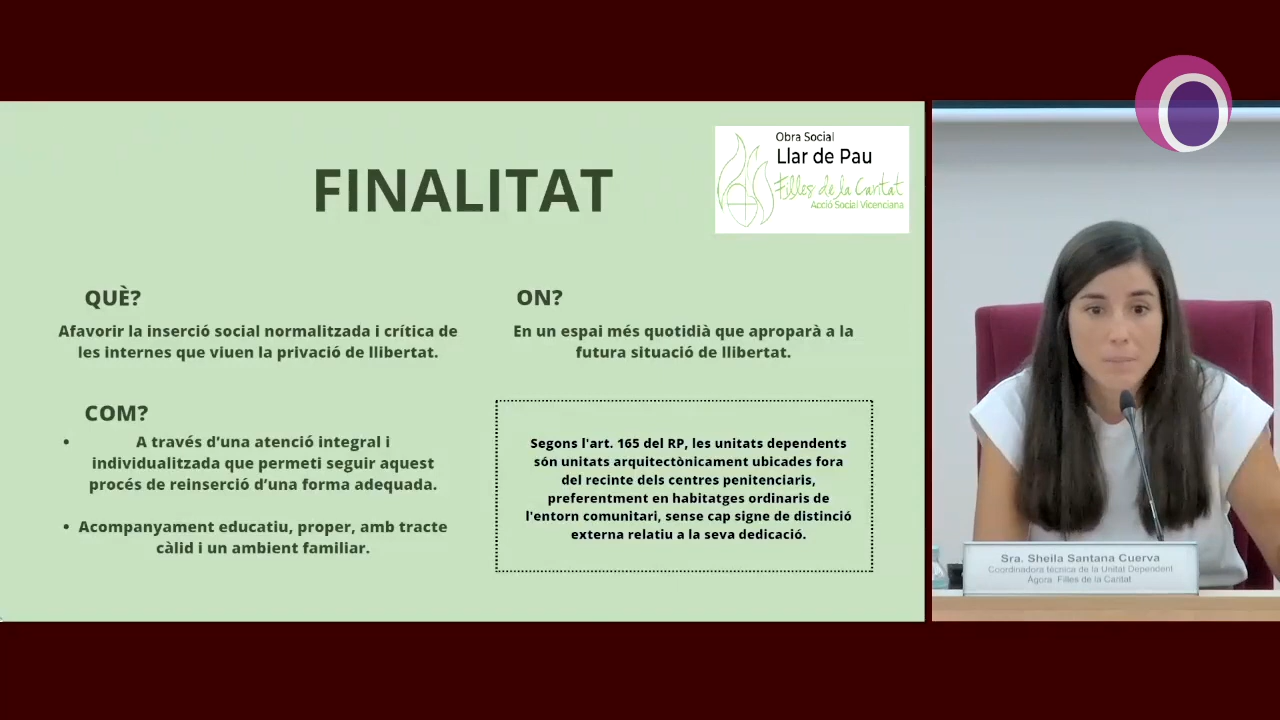 FINALITAT
Obra Social
Llar de Pau
Filles de la Caritat
Acció Social Vicenciana
QUÈ?
Afavorir la inserció social normalitzada i crítica de
les internes que viuen la privació de llibertat.
ON?
En un espai més quotidià que aproparà a la
futura situació de llibertat.
COM?
• A través d’una atenció integral i
individualitzada que permeti seguir aquest
procés de reinserció d’una forma adequada.
• Acompanyament educatiu, proper, amb tracte
càlid i un ambient familiar.
Segons l'art. 165 del RP, les unitats dependents
són unitats arquitectònicament ubicades fora
del recinte dels centres penitenciaris,
preferentment en habitatges ordinaris de
l'entorn comunitari, sense cap signe de distinció
externa relatiu a la seva dedicació.
Sra. Sheila Santana Cuerva
Coordinadora tècnica de la Unitat Dependent
Àgora. Filles de la Caritat